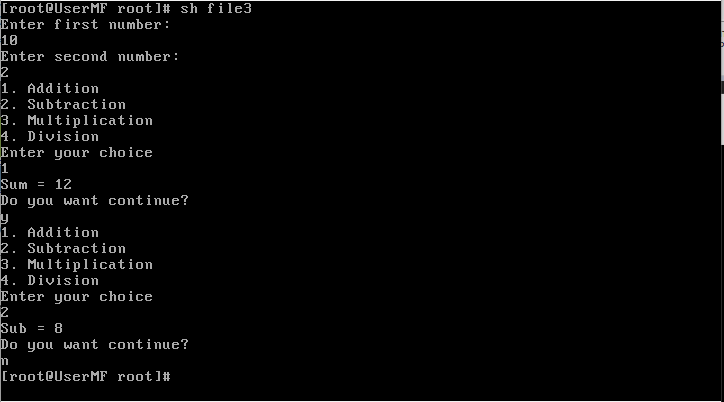 [root@UserMF root]# sh file3
Enter first number:
10
Enter second number:
2
1. Addition
2. Subtraction
3. Multiplication
4. Division
Enter your choice
1
Sum = 12
Do you want continue?
y
1. Addition
2. Subtraction
3. Multiplication
4. Division
Enter your choice
2
Sub = 8
Do you want continue?
n
[root@UserMF root]#